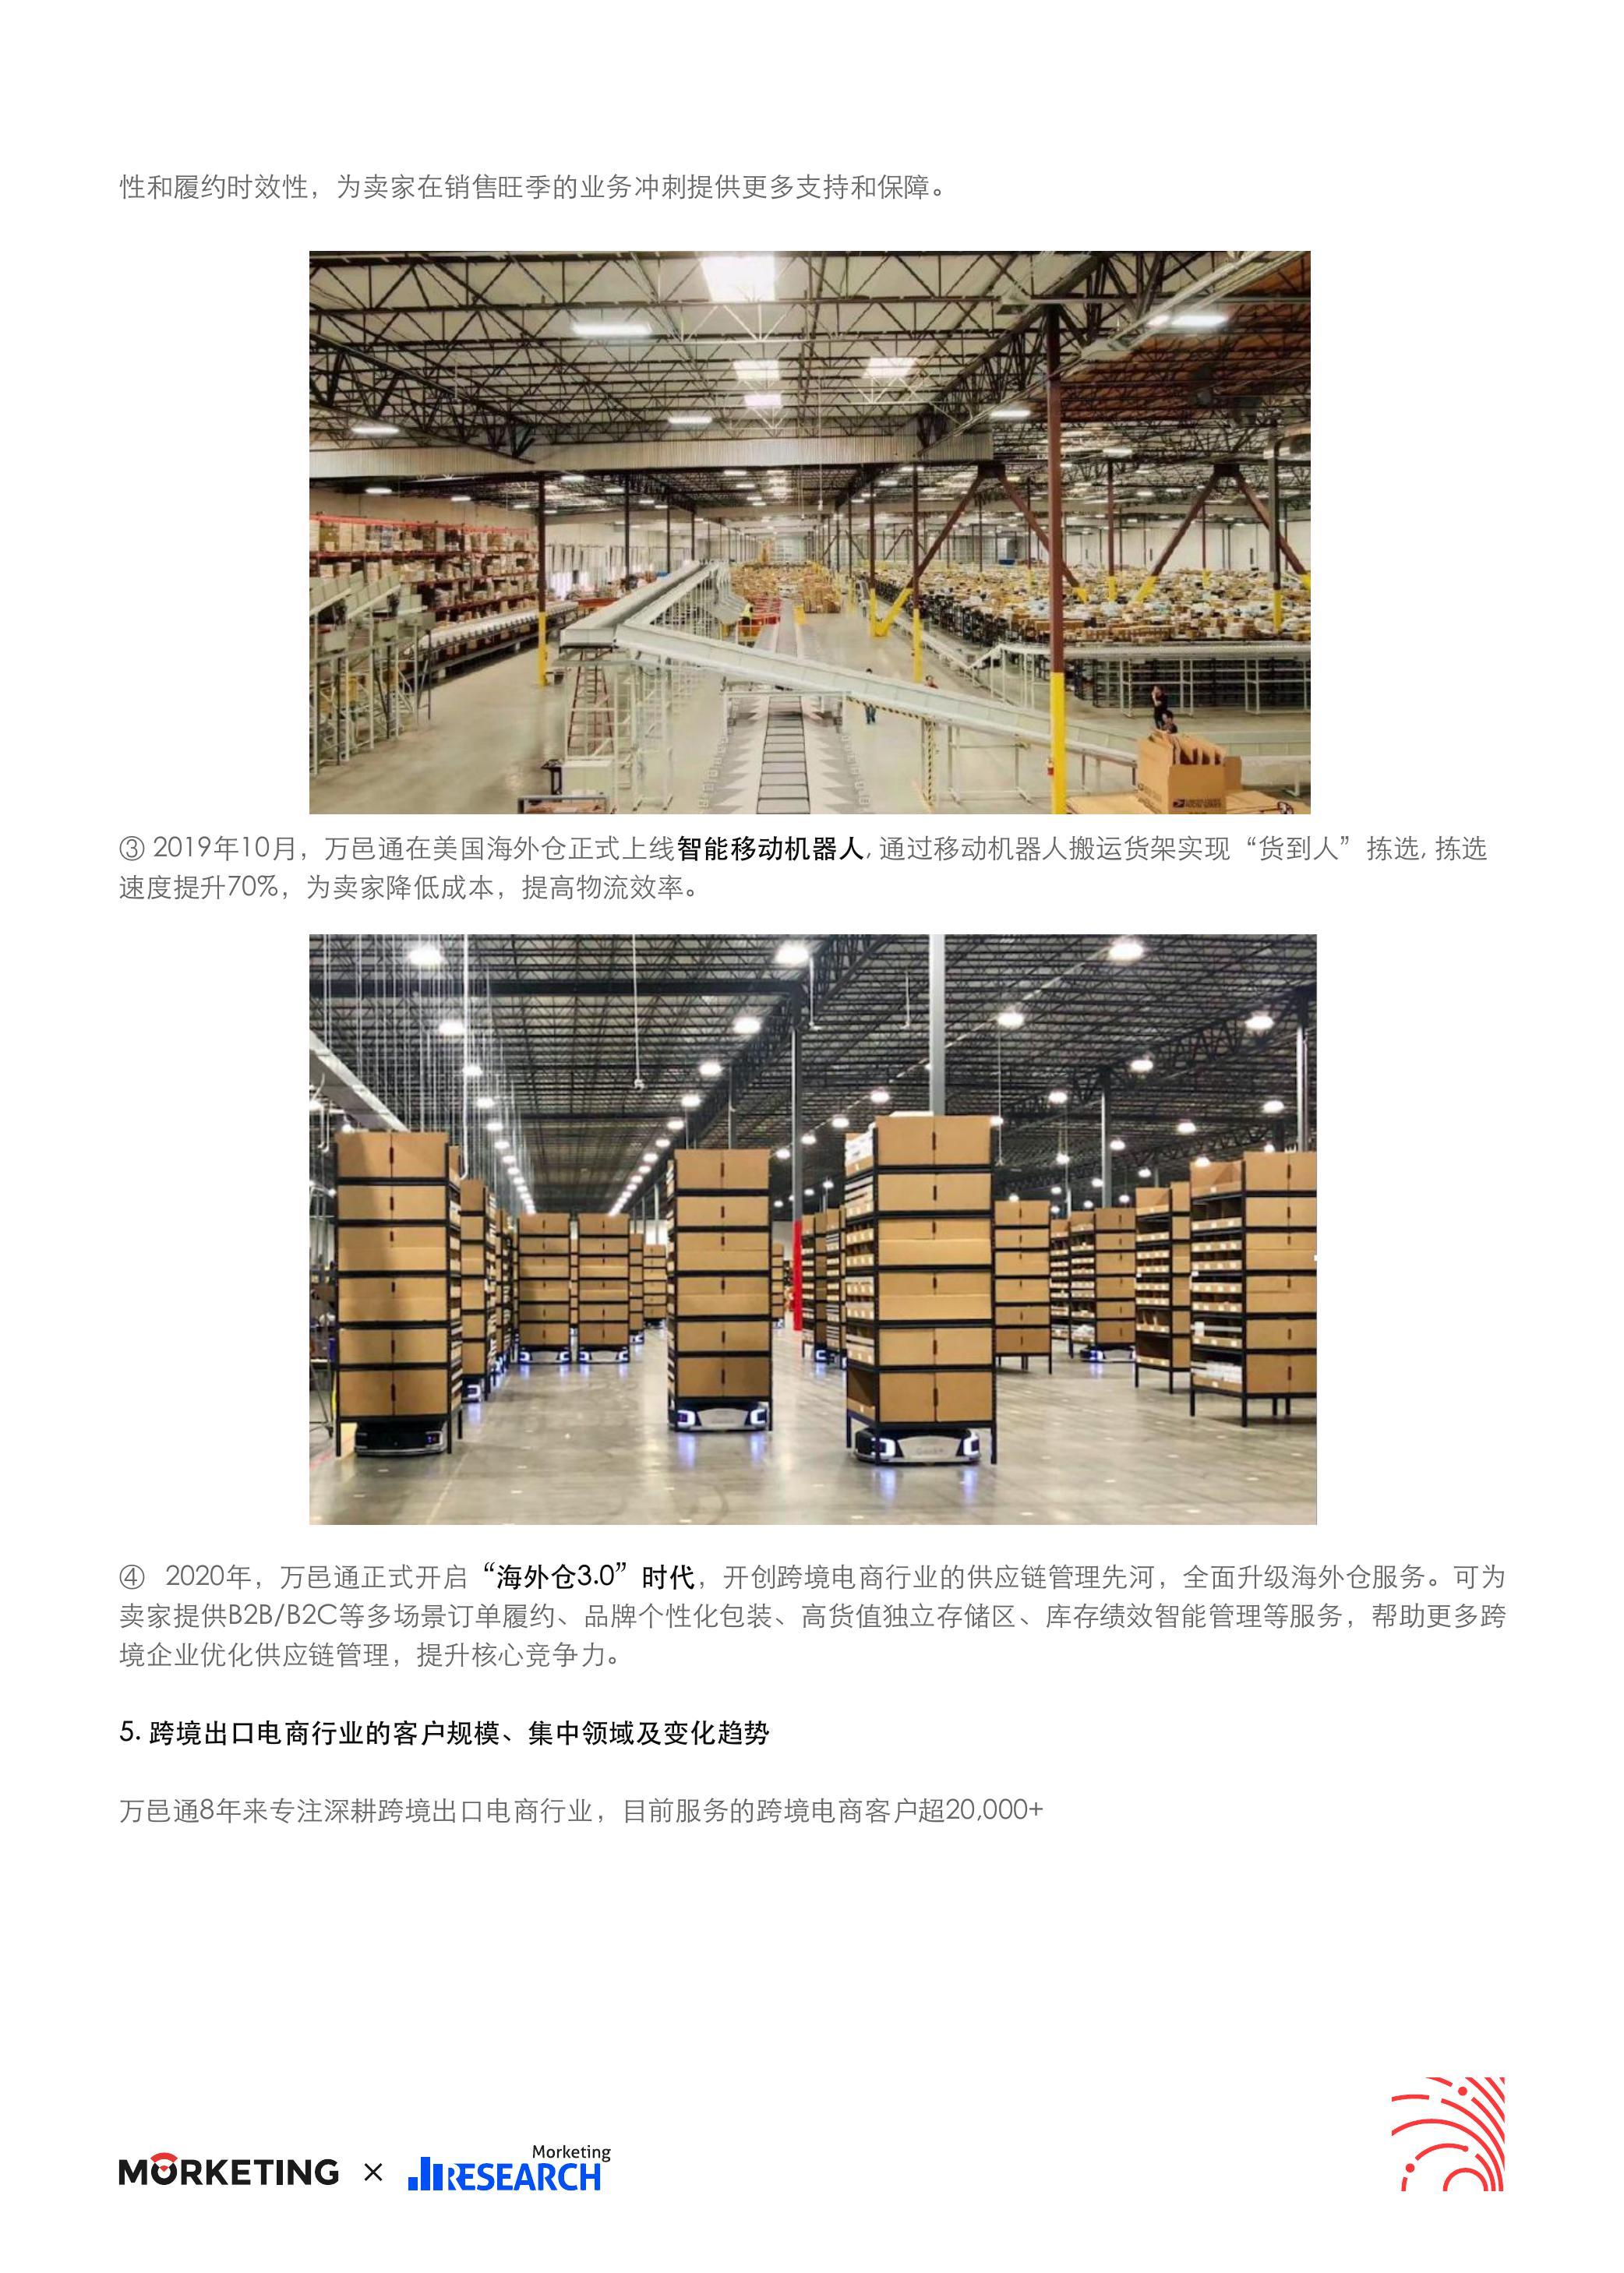 性和履约时效性，为卖家在销售旺季的业务冲刺提供更多支持和保障。
③ 2019年10月，万邑通在美国海外仓正式上线智能移动机器人，通过移动机器人搬运货架实现“货到人”拣选，拣选
速度提升70%，为卖家降低成本，提高物流效率。
④ 2020年，万邑通正式开启“海外仓3.0”时代，开创跨境电商行业的供应链管理先河，全面升级海外仓服务。可为
卖家提供B2B/B2C等多场景订单履约、品牌个性化包装、高货值独立存储区、库存绩效智能管理等服务，帮助更多跨
境企业优化供应链管理，提升核心竞争力。
5. 跨境出口电商行业的客户规模、集中领域及变化趋势
万邑通8年来专注深耕跨境出口电商行业，目前服务的跨境电商客户超20,000+
MORKETING × Morketing RESEARCH